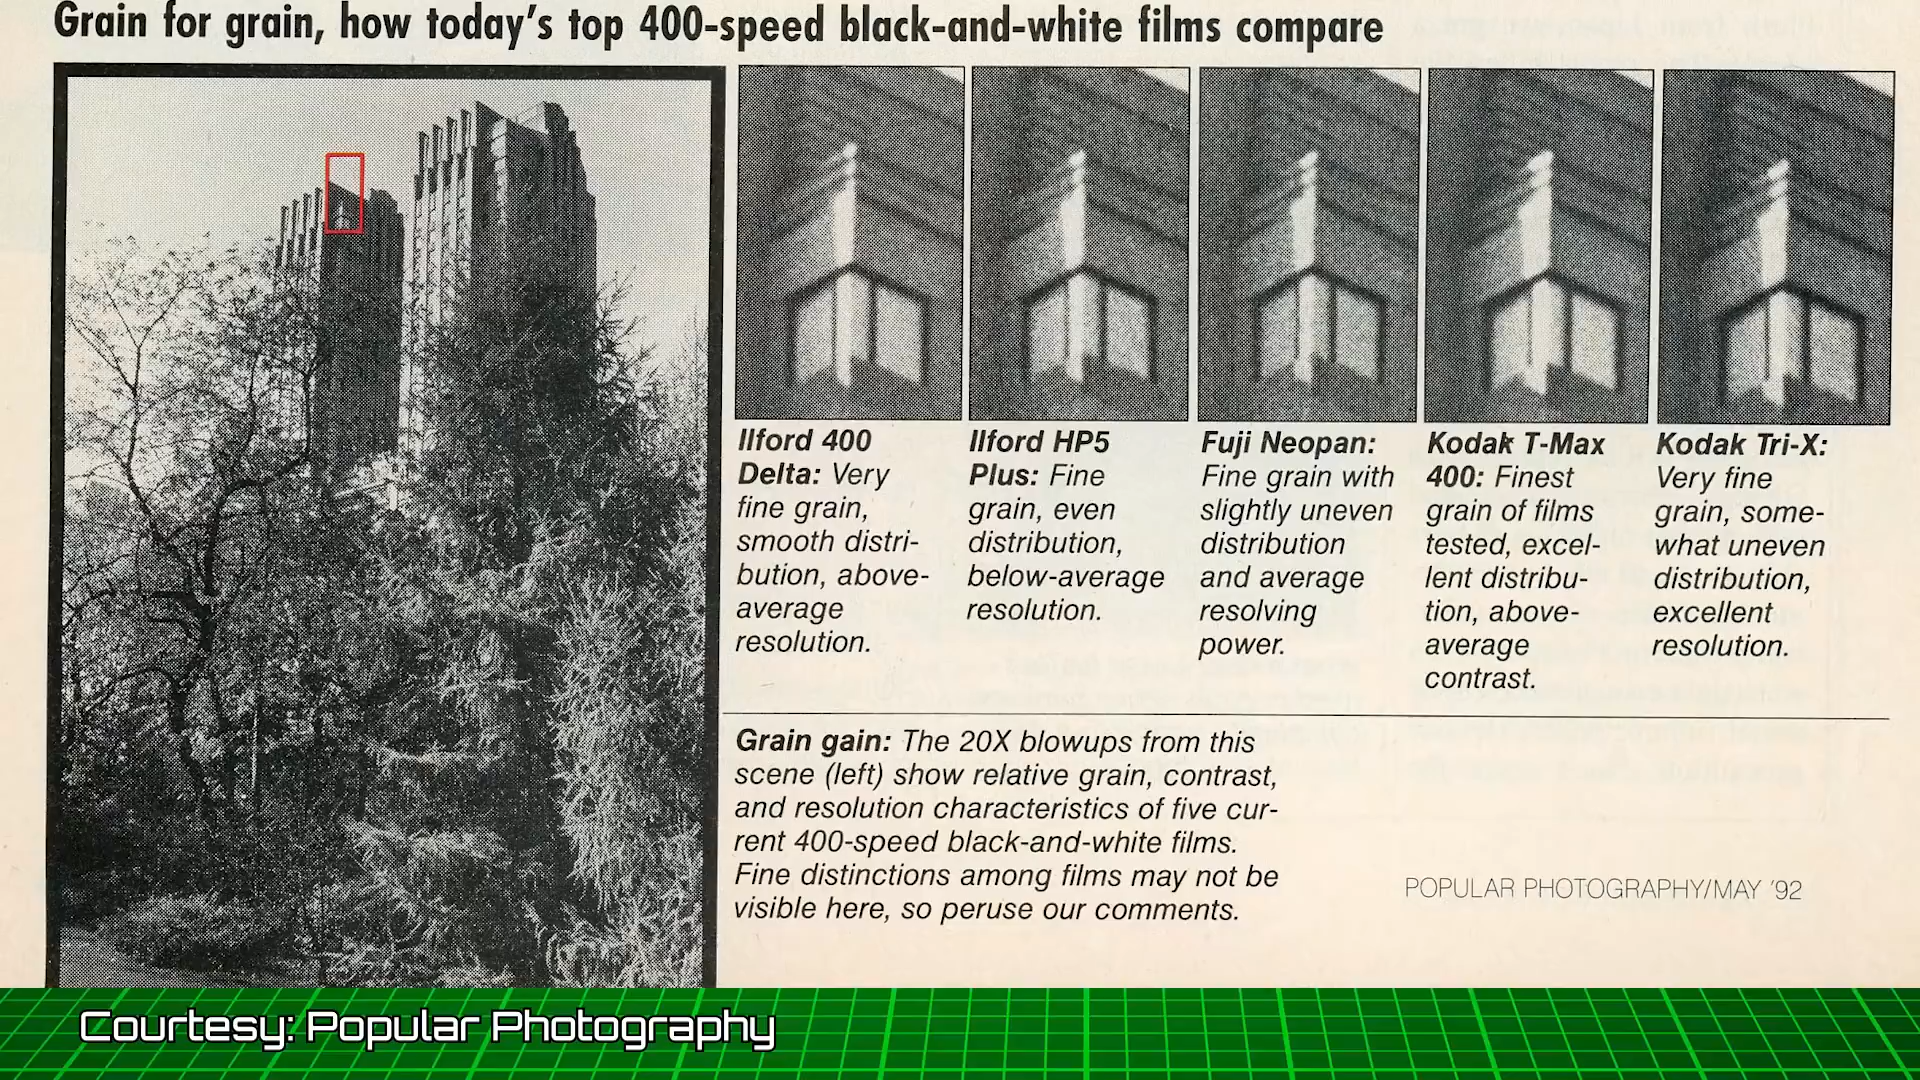 Grain for grain, how today's top 400-speed black-and-white films compare
Ilford 400
Delta: Very
fine grain,
smooth distri-
bution, above-
average
resolution.
Ilford HP5
Plus: Fine
grain, even
distribution,
below-average
resolution.
Fuji Neopan:
Fine grain with
slightly uneven
distribution
and average
resolving
power.
Kodak T-Max
400: Finest
grain of films
tested, excel-
lent distribu-
tion, above-
average
contrast.
Kodak Tri-X:
Very fine
grain, some-
what uneven
distribution,
excellent
resolution.
Grain gain: The 20X blowups from this
scene (left) show relative grain, contrast,
and resolution characteristics of five cur-
rent 400-speed black-and-white films.
Fine distinctions among films may not be
visible here, so peruse our comments.
POPULAR PHOTOGRAPHY/MAY '92
Courtesy: Popular Photography